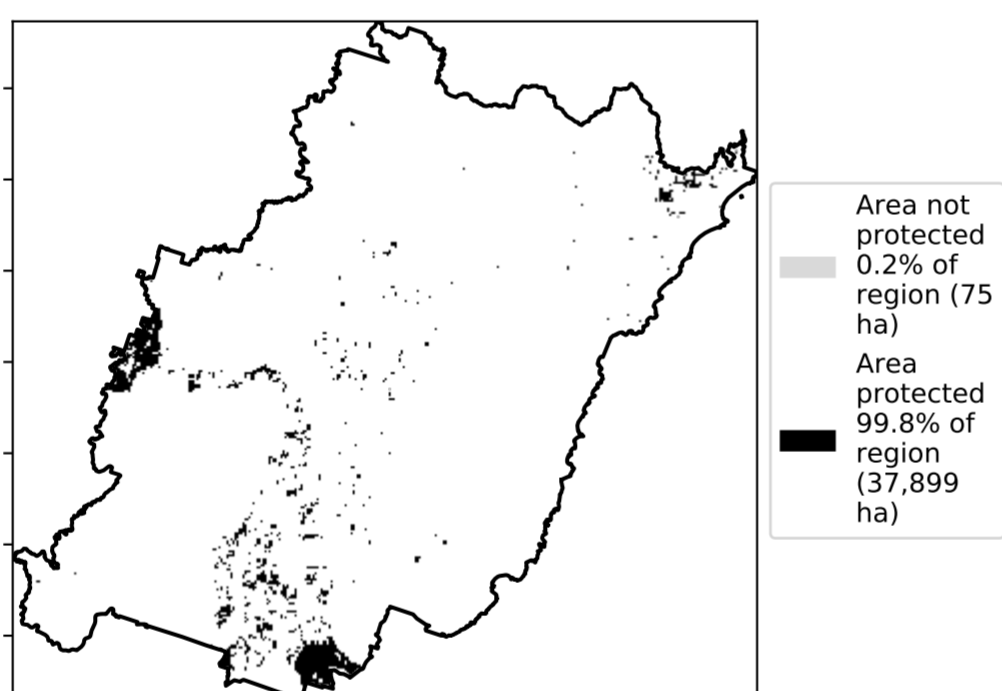 Area not
protected
0.2% of
region (75
ha)
Area
protected
99.8% of
region
(37,899
ha)